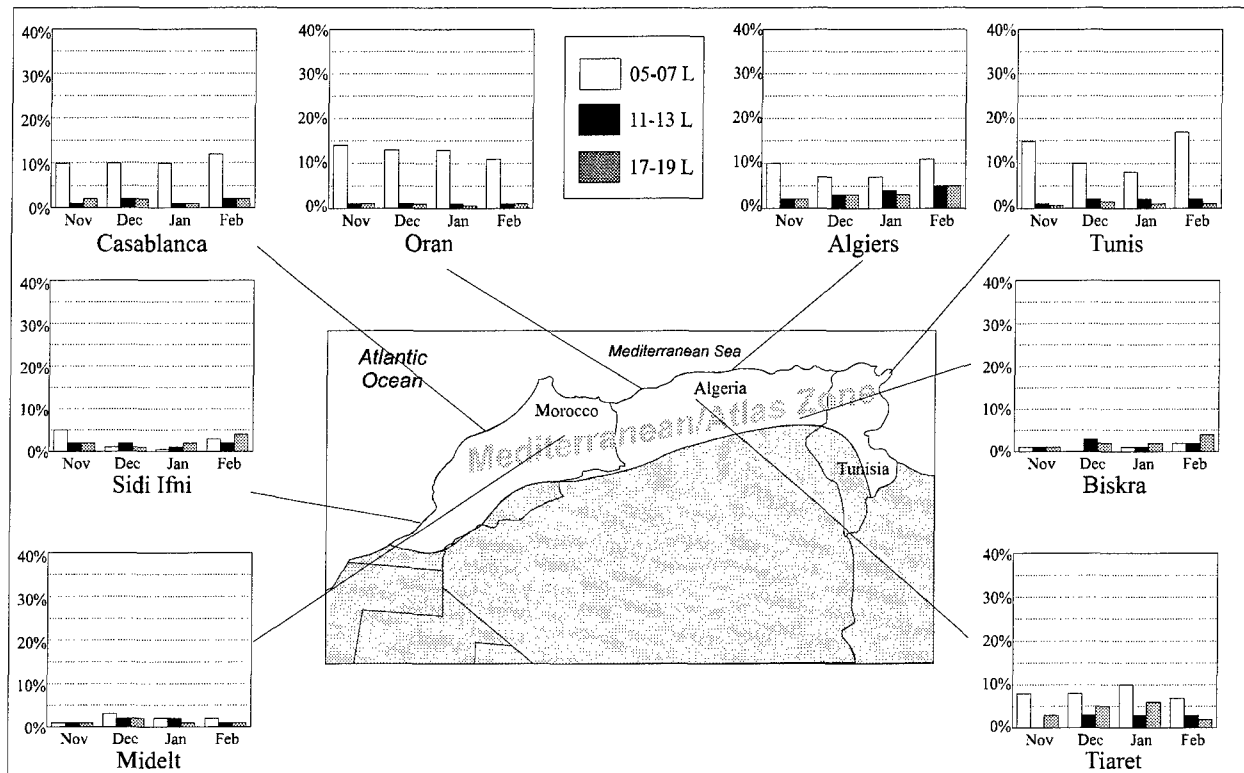 40%
30%
20%
10%
0%
Nov Dec Jan Feb
Casablanca
40%
30%
20%
10%
0%
Nov Dec Jan Feb
Oran
05-07 L
11-13 L
17-19 L
40%
30%
20%
10%
0%
Nov Dec Jan Feb
Algiers
40%
30%
20%
10%
0%
Nov Dec Jan Feb
Tunis
40%
30%
20%
10%
0%
Nov Dec Jan Feb
Sidi Ifni
Atlantic
Ocean
Mediterranean Sea
Morocco
Algeria
Mediterranean/Atlas Zone
Tunisia
40%
30%
20%
10%
0%
Nov Dec Jan Feb
Biskra
40%
30%
20%
10%
0%
Nov Dec Jan Feb
Midelt
40%
30%
20%
10%
0%
Nov Dec Jan Feb
Tiaret